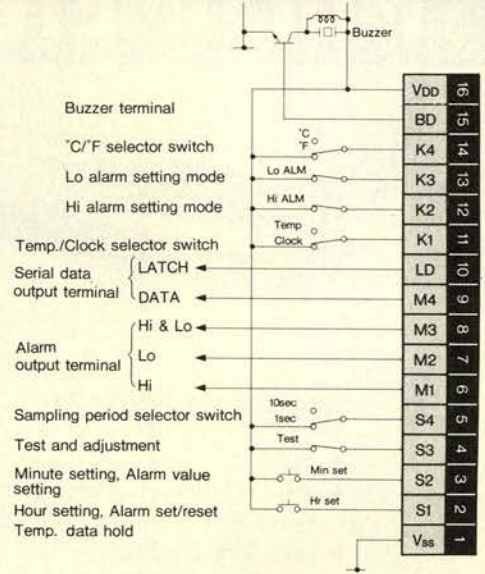 Buzzer
VDD 16
Buzzer terminal BD 15
°C/°F selector switch °C °F K4 14
Lo alarm setting mode Lo ALM K3 13
Hi alarm setting mode Hi ALM K2 12
Temp./Clock selector switch Temp Clock K1 11
Serial data output terminal LATCH LD 10
DATA M4 9
Alarm output terminal Hi & Lo M3 8
Lo M2 7
Hi M1 6
Sampling period selector switch 10sec 1sec S4 5
Test and adjustment Test S3 4
Minute setting, Alarm value setting Min set S2 3
Hour setting, Alarm set/reset Hr set S1 2
Temp. data hold
Vss 1